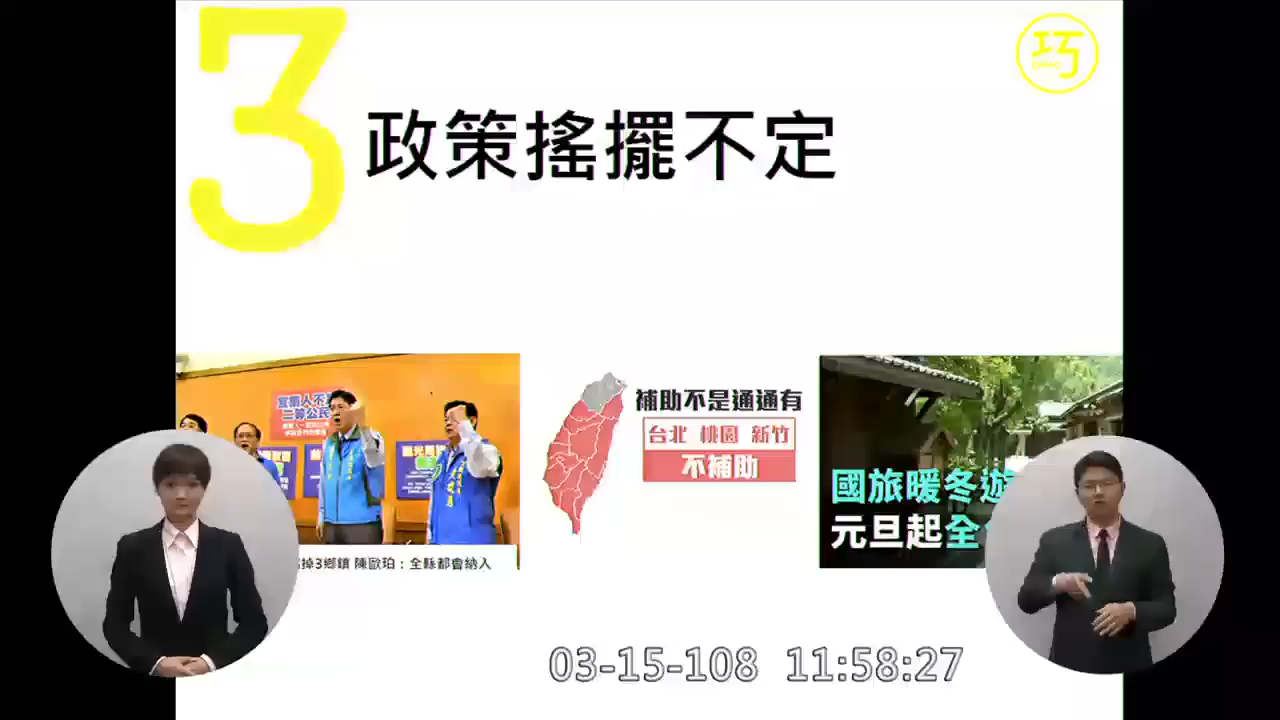 3
巧
政策搖擺不定
宜蘭人不
二等公民
補助不是通通有
台北 桃園 新竹
不補助
國旅暖冬遊
元旦起全
掉3鄉鎮 陳歐珀：全縣都會納入
03-15-108 11:58:27